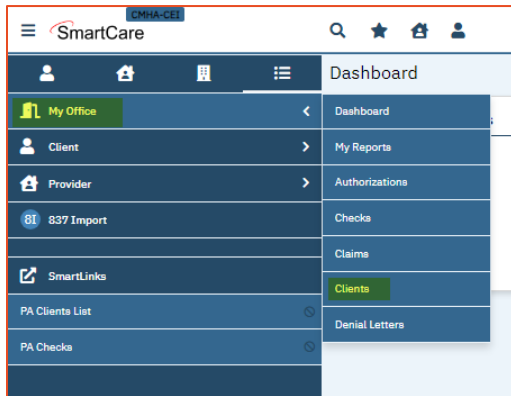 CMHA-CEI
SmartCare
Dashboard
My Office
Client
Provider
8I 837 Import
SmartLinks
PA Clients List
PA Checks
Dashboard
My Reports
Authorizations
Checks
Claims
Clients
Denial Letters